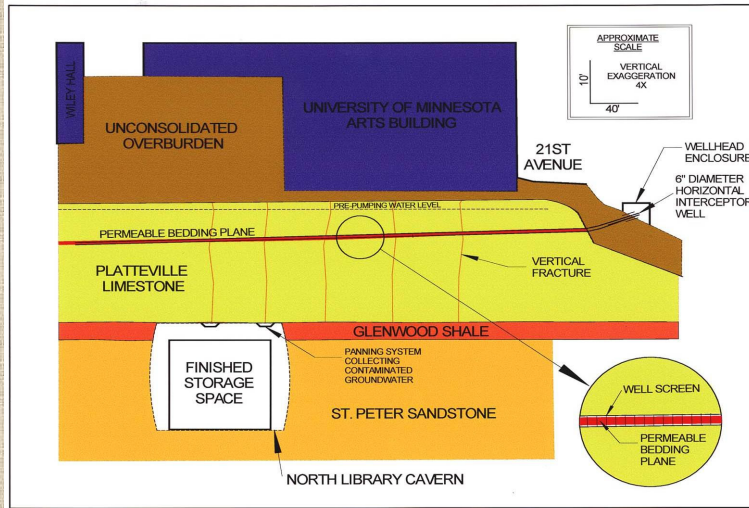 APPROXIMATE
SCALE
VERTICAL
EXAGGERATION
4X
10'
40'
WILEY HALL
UNIVERSITY OF MINNESOTA
ARTS BUILDING
UNCONSOLIDATED
OVERBURDEN
21ST
AVENUE
WELLHEAD
ENCLOSURE
6" DIAMETER
HORIZONTAL
INTERCEPTOR
WELL
PRE-PUMPING WATER LEVEL
PERMEABLE BEDDING PLANE
PLATTEVILLE
LIMESTONE
VERTICAL
FRACTURE
GLENWOOD SHALE
PANNING SYSTEM
COLLECTING
CONTAMINATED
GROUNDWATER
FINISHED
STORAGE
SPACE
ST. PETER SANDSTONE
WELL SCREEN
PERMEABLE
BEDDING
PLANE
NORTH LIBRARY CAVERN